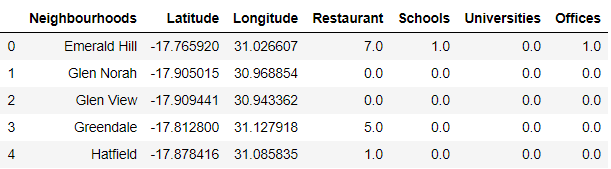 Neighbourhoods Latitude Longitude Restaurant Schools Universities Offices
0 Emerald Hill -17.765920 31.026607 7.0 1.0 0.0 1.0
1 Glen Norah -17.905015 30.968854 0.0 0.0 0.0 0.0
2 Glen View -17.909441 30.943362 0.0 0.0 0.0 0.0
3 Greendale -17.812800 31.127918 5.0 0.0 0.0 0.0
4 Hatfield -17.878416 31.085835 1.0 0.0 0.0 0.0